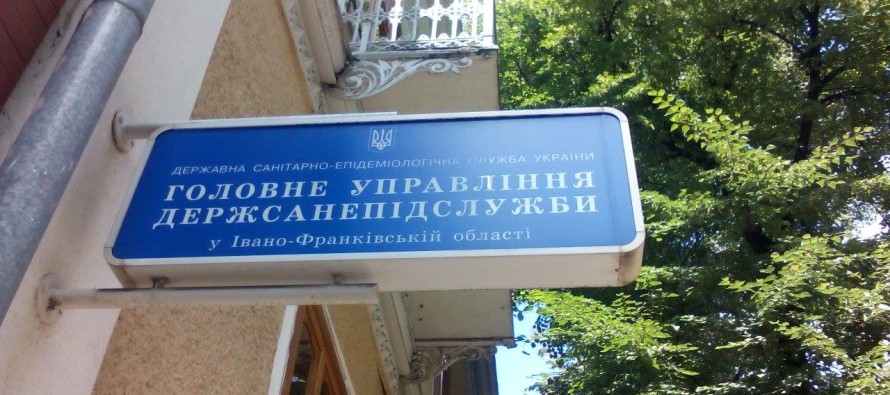 ДЕРЖАВНА САНІТАРНО-ЕПІДЕМІОЛОГІЧНА СЛУЖБА УКРАЇНИ
ГОЛОВНЕ УПРАВЛІННЯ
ДЕРЖСАНЕПІДСЛУЖБИ
у Івано-Франківській області